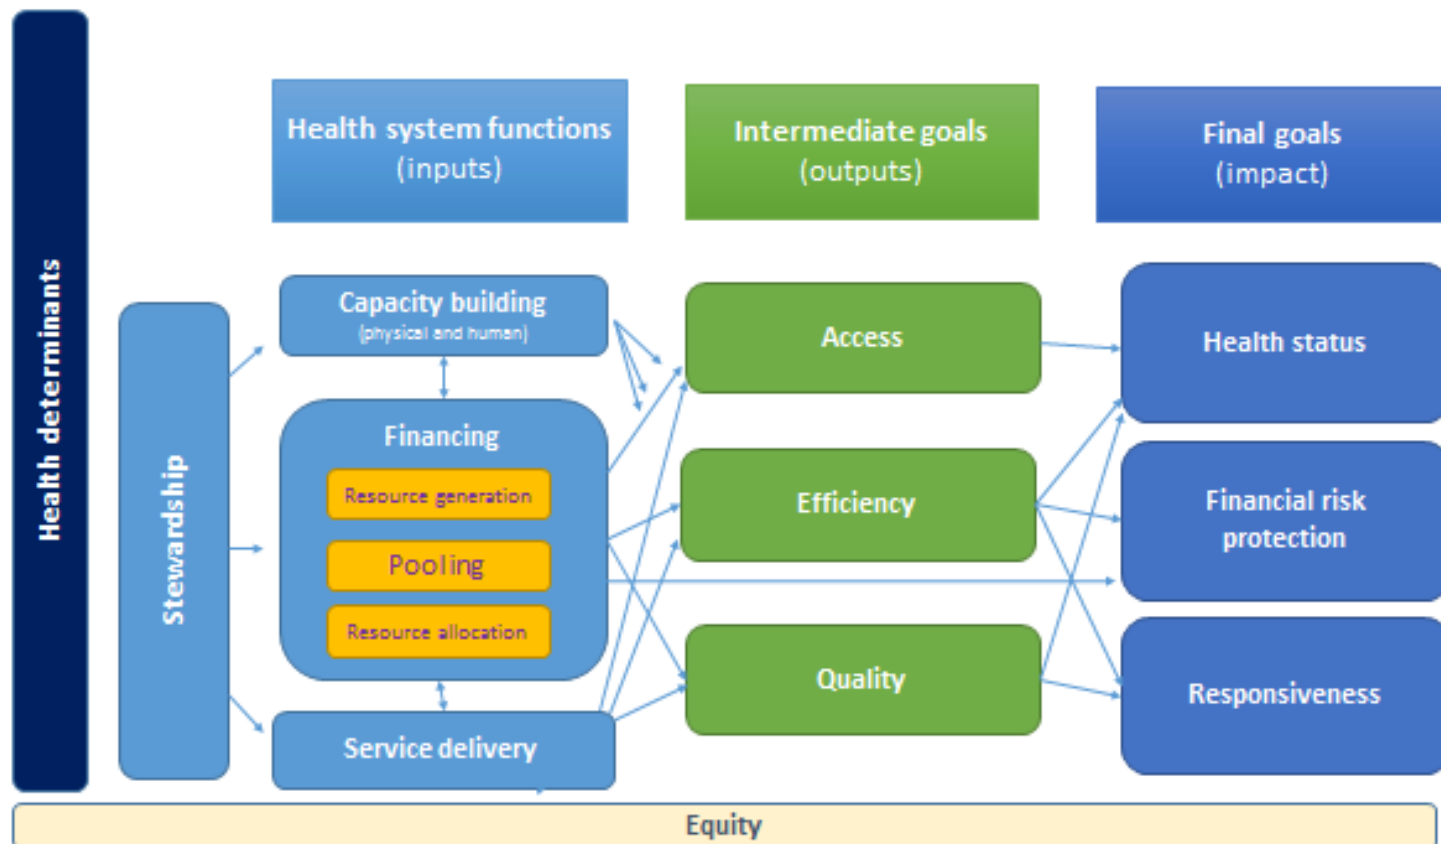 Health determinants
Health system functions
(inputs)
Intermediate goals
(outputs)
Final goals
(impact)
Stewardship
Capacity building
(physical and human)
Financing
Resource generation
Pooling
Resource allocation
Service delivery
Access
Efficiency
Quality
Health status
Financial risk
protection
Responsiveness
Equity